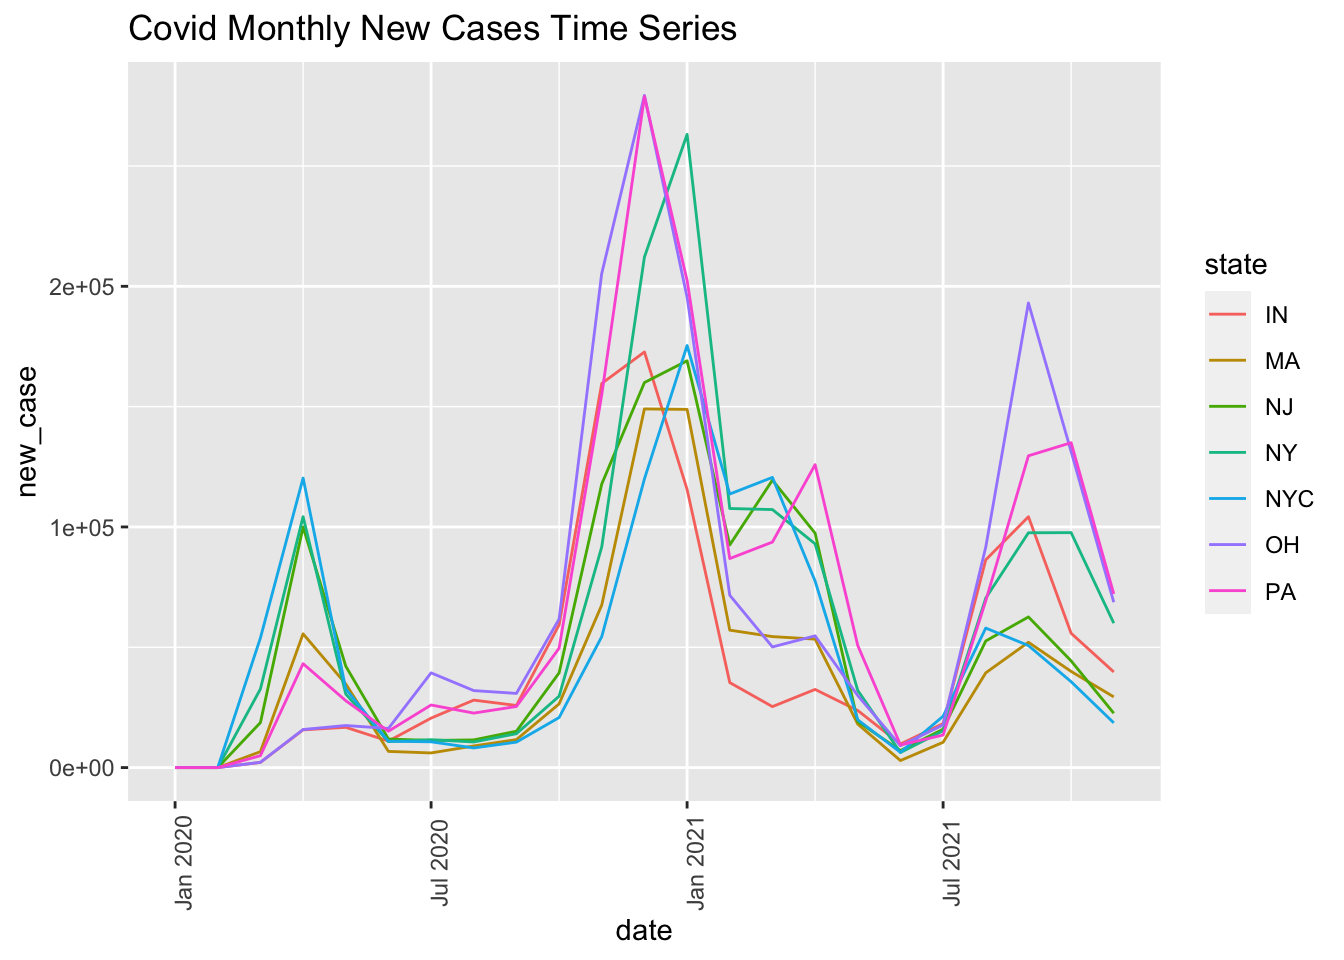 Covid Monthly New Cases Time Series
new_case
2e+05
1e+05
0e+00
Jan 2020
Jul 2020
Jan 2021
Jul 2021
date
state
IN
MA
NJ
NY
NYC
OH
PA